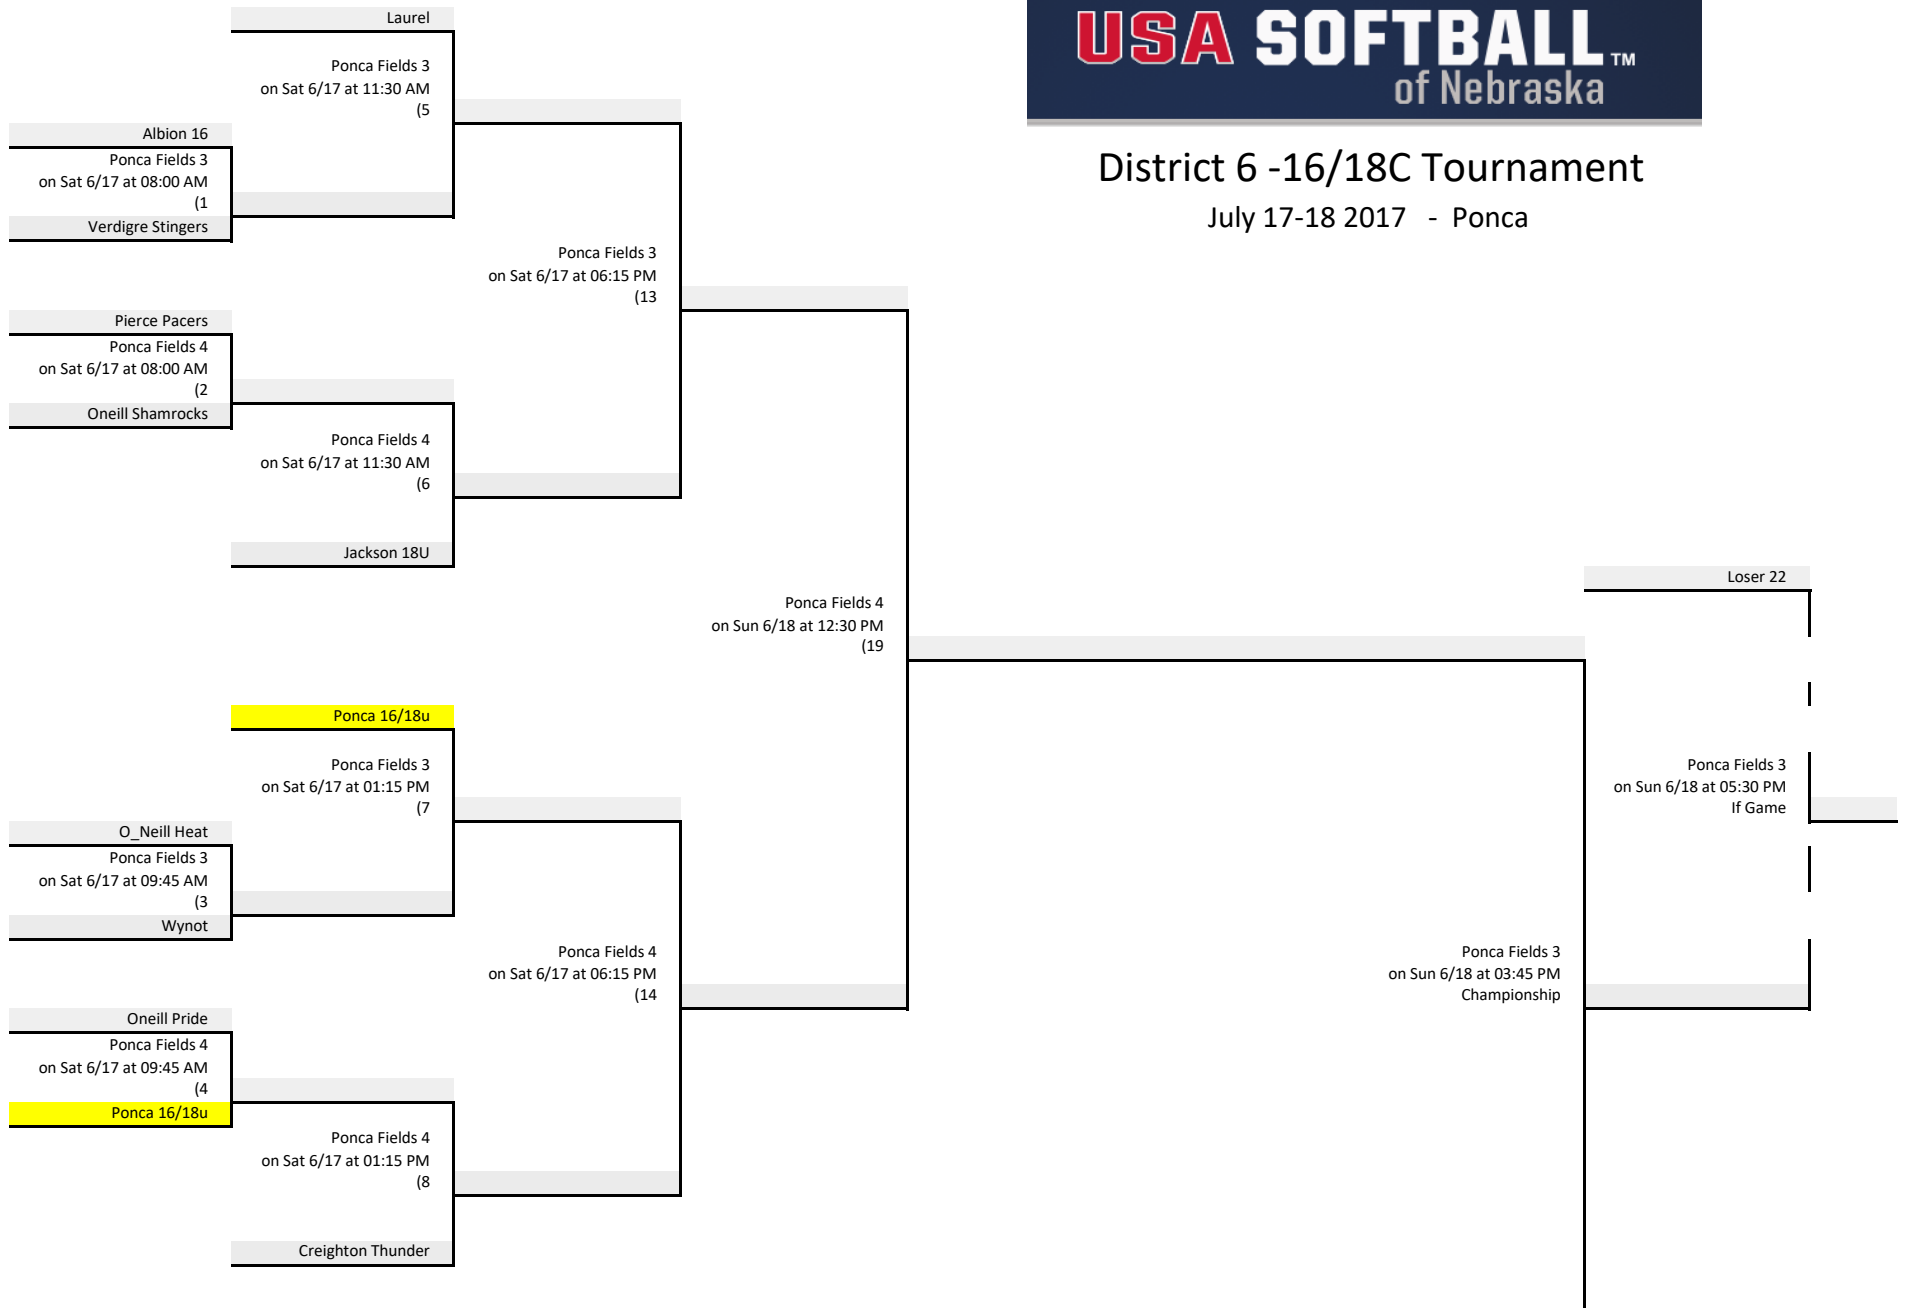 USA SOFTBALL TM
of Nebraska
District 6 -16/18C Tournament
July 17-18 2017 - Ponca
Laurel
Ponca Fields 3
on Sat 6/17 at 11:30 AM
(5
Albion 16
Ponca Fields 3
on Sat 6/17 at 08:00 AM
(1
Verdigre Stingers
Ponca Fields 3
on Sat 6/17 at 06:15 PM
(13
Pierce Pacers
Ponca Fields 4
on Sat 6/17 at 08:00 AM
(2
Oneill Shamrocks
Ponca Fields 4
on Sat 6/17 at 11:30 AM
(6
Jackson 18U
Loser 22
Ponca Fields 4
on Sun 6/18 at 12:30 PM
(19
Ponca 16/18u
Ponca Fields 3
on Sat 6/17 at 01:15 PM
(7
Ponca Fields 3
on Sun 6/18 at 05:30 PM
If Game
O_Neill Heat
Ponca Fields 3
on Sat 6/17 at 09:45 AM
(3
Wynot
Ponca Fields 4
on Sat 6/17 at 06:15 PM
(14
Ponca Fields 3
on Sun 6/18 at 03:45 PM
Championship
Oneill Pride
Ponca Fields 4
on Sat 6/17 at 09:45 AM
(4
Ponca 16/18u
Ponca Fields 4
on Sat 6/17 at 01:15 PM
(8
Creighton Thunder